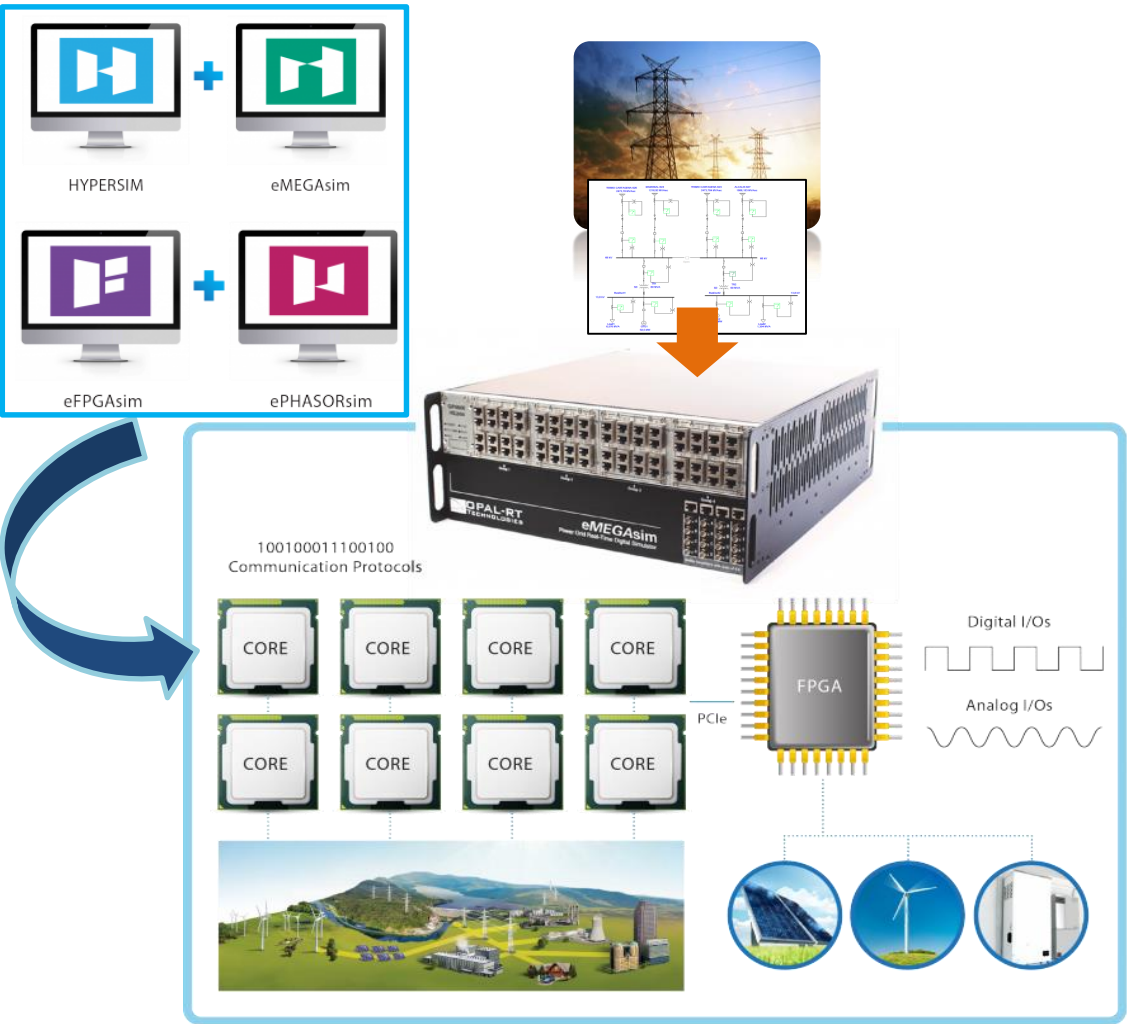 HYPERSIM
eMEGAsim
eFPGAsim
ePHASORsim
OPAL-RT
TECHNOLOGIES
eMEGAsim
Power Grid Real-Time Digital Simulator
100100011100100
Communication Protocols
CORE
CORE
CORE
CORE
CORE
CORE
CORE
CORE
PCIe
FPGA
Digital I/Os
Analog I/Os